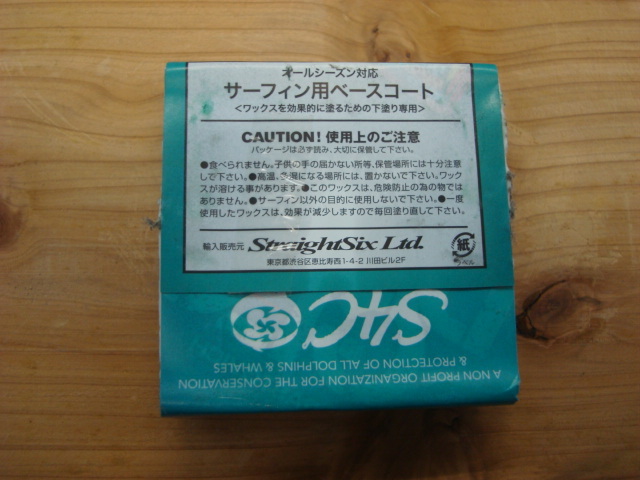 オールシーズン対応
サーフィン用ベースコート
<ワックスを効果的に塗るための下塗り専用>
CAUTION! 使用上のご注意
パッケージは必ず読み、大切に保管して下さい。
●食べられません。子供の手の届かない所等、保管場所には十分注意
して下さい。●高温、多湿になる場所には、置かないで下さい。ワック
スが溶ける事があります。●このワックスは、危険防止の為の物では
ありません。●サーフィン以外の目的に使用しないで下さい。●一度
使用したワックスは、効果が減少しますので毎回塗り直して下さい。
輸入販売元 StraightSix Ltd.
東京都渋谷区恵比寿西1-4-2 川田ビル2F
紙
S4C
A NON PROFIT ORGANIZATION FOR THE CONSERVATION
& PROTECTION OF ALL DOLPHINS & WHALES